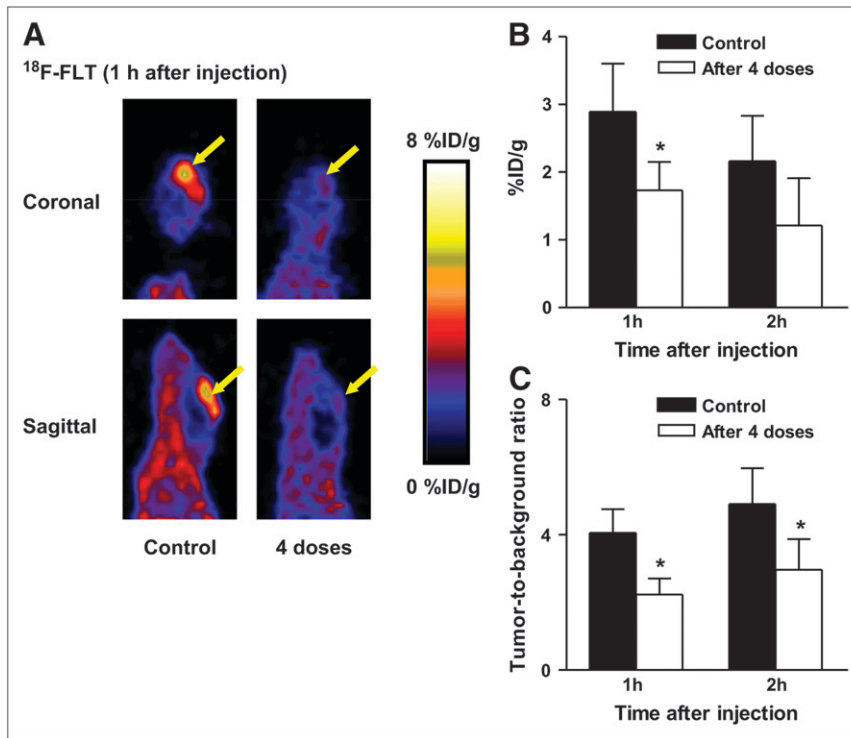 A
¹⁸F-FLT (1 h after injection)
8 %ID/g
Coronal
Sagittal
0 %ID/g
Control
4 doses
B
4
3
2
1
0
%ID/g
Control
After 4 doses
*
1h
2h
Time after injection
C
8
4
0
Tumor-to-background ratio
Control
After 4 doses
*
*
1h
2h
Time after injection